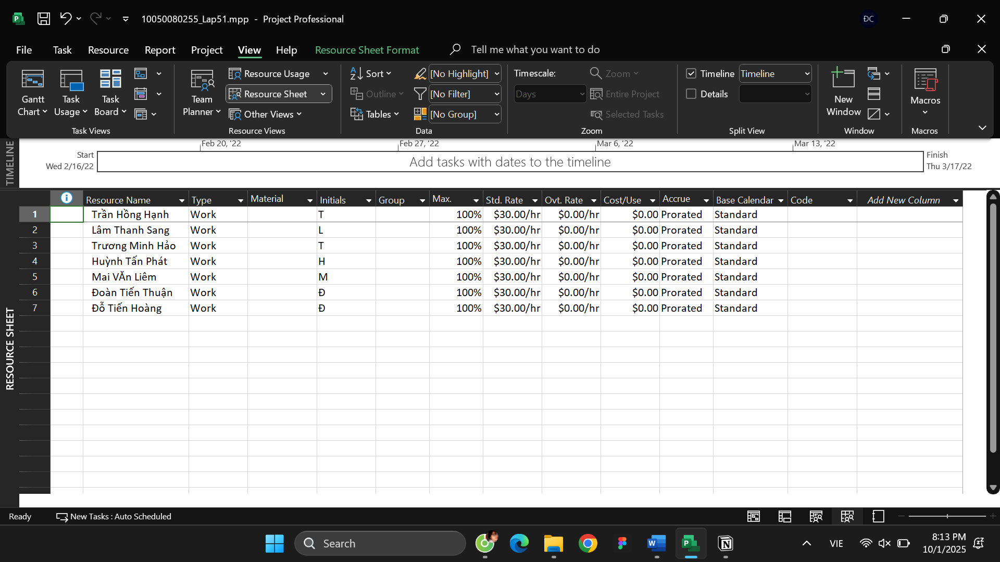 10050080255_Lap51.mpp - Project Professional
ĐC
File Task Resource Report Project View Help Resource Sheet Format Tell me what you want to do
Gantt Chart
Task Usage
Task Board
Task Views
Team Planner
Resource Usage
Resource Sheet
Other Views
Resource Views
Sort
Outline
Tables
[No Highlight]
[No Filter]
[No Group]
Data
Timescale:
Days
Zoom
Entire Project
Selected Tasks
Zoom
Timeline Timeline
Details
Split View
New Window
Window
Macros
Macros
TIMELINE
Feb 20, '22 Feb 27, '22 Mar 6, '22 Mar 13, '22
Start
Wed 2/16/22
Add tasks with dates to the timeline
Finish
Thu 3/17/22
RESOURCE SHEET
Resource Name Type Material Initials Group Max. Std. Rate Ovt. Rate Cost/Use Accrue Base Calendar Code Add New Column
1 Trần Hồng Hạnh Work T 100% $30.00/hr $0.00/hr $0.00 Prorated Standard
2 Lâm Thanh Sang Work L 100% $30.00/hr $0.00/hr $0.00 Prorated Standard
3 Trương Minh Hảo Work T 100% $30.00/hr $0.00/hr $0.00 Prorated Standard
4 Huỳnh Tấn Phát Work H 100% $30.00/hr $0.00/hr $0.00 Prorated Standard
5 Mai VĂn Liêm Work M 100% $30.00/hr $0.00/hr $0.00 Prorated Standard
6 Đoàn Tiến Thuận Work Đ 100% $30.00/hr $0.00/hr $0.00 Prorated Standard
7 Đỗ Tiến Hoàng Work Đ 100% $30.00/hr $0.00/hr $0.00 Prorated Standard
Ready New Tasks : Auto Scheduled
Search
VIE
8:13 PM
10/1/2025